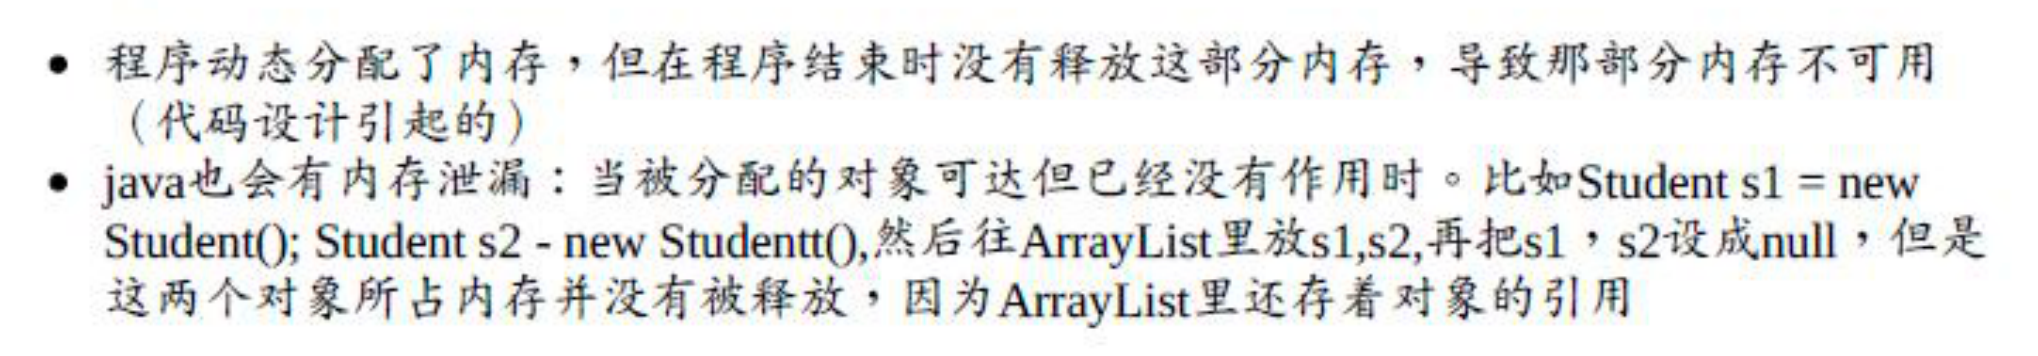 • 程序动态分配了内存，但在程序结束时没有释放这部分内存，导致那部分内存不可用
（代码设计引起的）
• java也会有内存泄漏：当被分配的对象可达但已经没有作用时。比如Student s1 = new
Student(); Student s2 - new Studentt(),然后往ArrayList里放s1,s2,再把s1，s2设成null，但是
这两个对象所占内存并没有被释放，因为ArrayList里还存着对象的引用